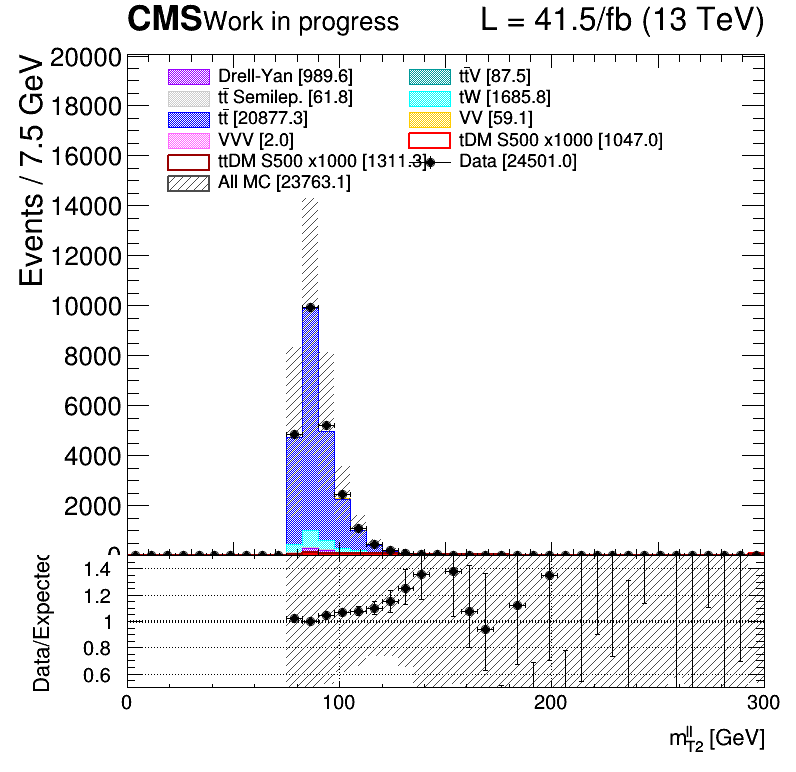 CMS Work in progress L = 41.5/fb (13 TeV)
Events / 7.5 GeV
20000
18000
16000
14000
12000
10000
8000
6000
4000
2000
0
Drell-Yan [989.6]
tt̄V [87.5]
tt̄ Semilep. [61.8]
tW [1685.8]
tt̄ [20877.3]
VV [59.1]
VVV [2.0]
tDM S500 x1000 [1047.0]
ttDM S500 x1000 [1311.3]
Data [24501.0]
All MC [23763.1]
Data/Expected
1.4
1.2
1
0.8
0.6
0 100 200 300
m_T2^ll [GeV]